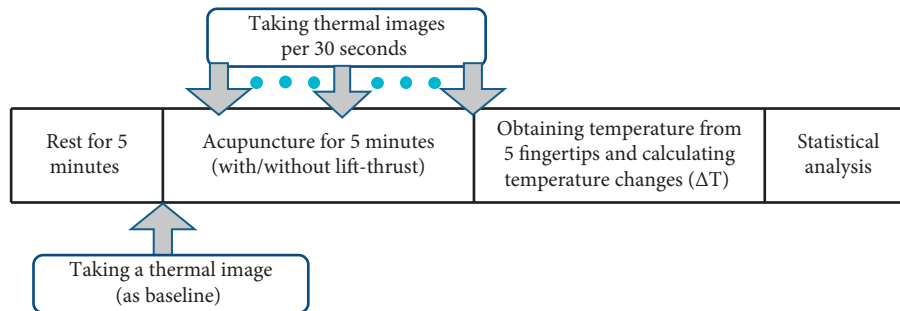 Taking thermal images
per 30 seconds
Rest for 5
minutes
Acupuncture for 5 minutes
(with/without lift-thrust)
Obtaining temperature from
5 fingertips and calculating
temperature changes (ΔT)
Statistical
analysis
Taking a thermal image
(as baseline)